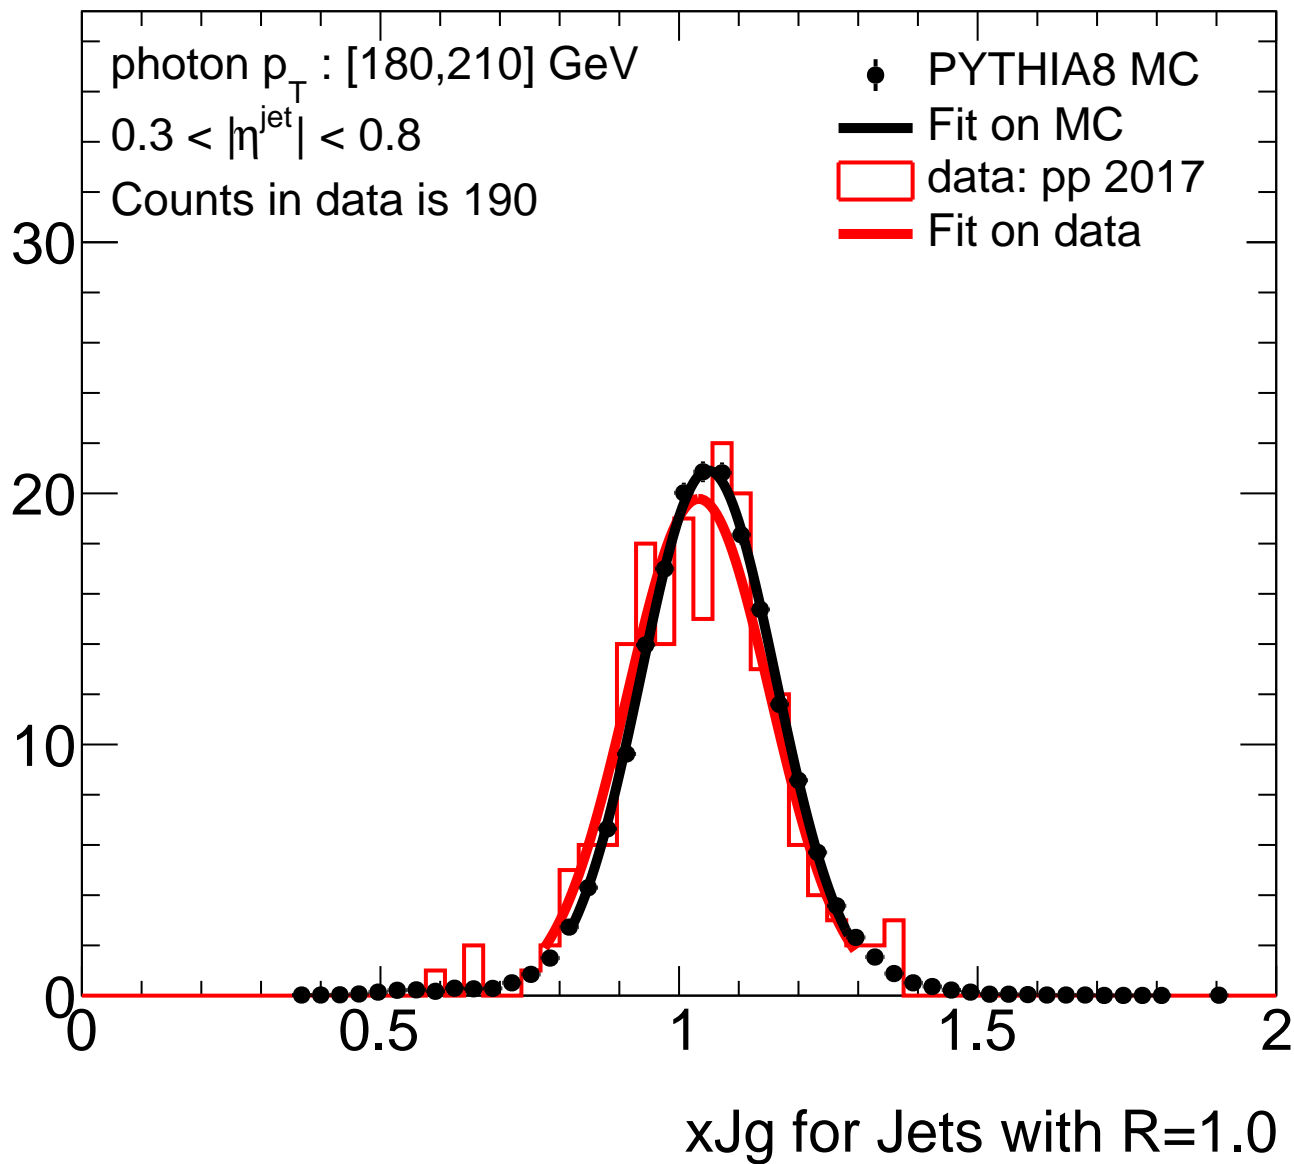 photon p_T : [180,210] GeV
0.3 < |η^jet| < 0.8
Counts in data is 190
PYTHIA8 MC
Fit on MC
data: pp 2017
Fit on data
30
20
10
0
0 0.5 1 1.5 2
xJg for Jets with R=1.0